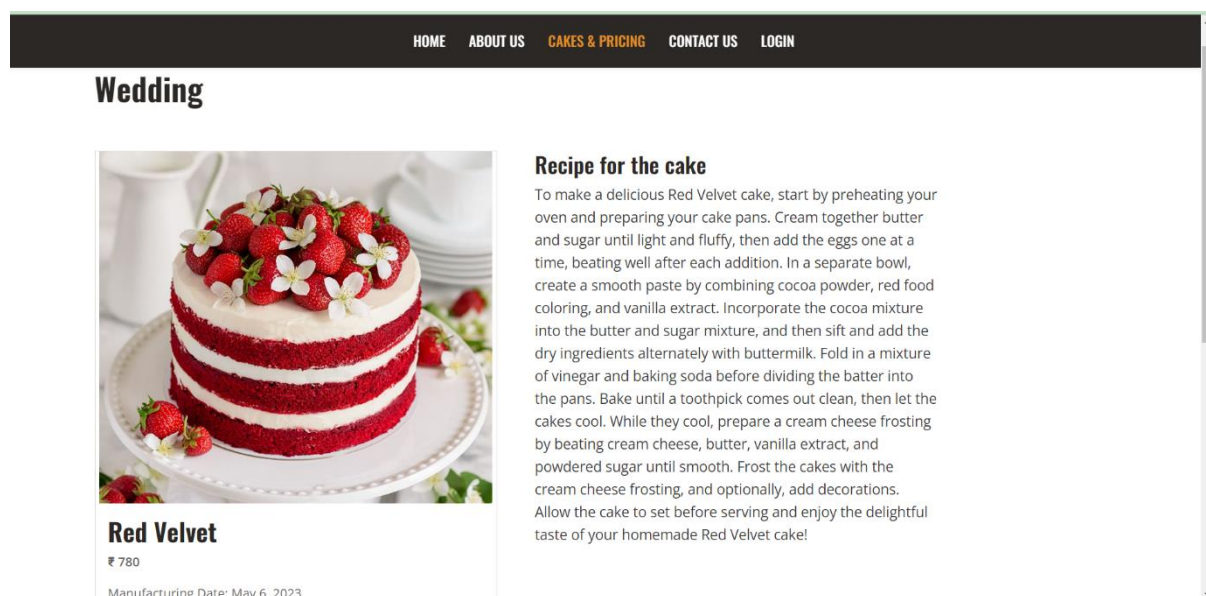 HOME ABOUT US CAKES & PRICING CONTACT US LOGIN
Wedding
Recipe for the cake
To make a delicious Red Velvet cake, start by preheating your
oven and preparing your cake pans. Cream together butter
and sugar until light and fluffy, then add the eggs one at a
time, beating well after each addition. In a separate bowl,
create a smooth paste by combining cocoa powder, red food
coloring, and vanilla extract. Incorporate the cocoa mixture
into the butter and sugar mixture, and then sift and add the
dry ingredients alternately with buttermilk. Fold in a mixture
of vinegar and baking soda before dividing the batter into
the pans. Bake until a toothpick comes out clean, then let the
cakes cool. While they cool, prepare a cream cheese frosting
by beating cream cheese, butter, vanilla extract, and
powdered sugar until smooth. Frost the cakes with the
cream cheese frosting, and optionally, add decorations.
Allow the cake to set before serving and enjoy the delightful
taste of your homemade Red Velvet cake!
Red Velvet
₹ 780
Manufacturing Date: May 6, 2023